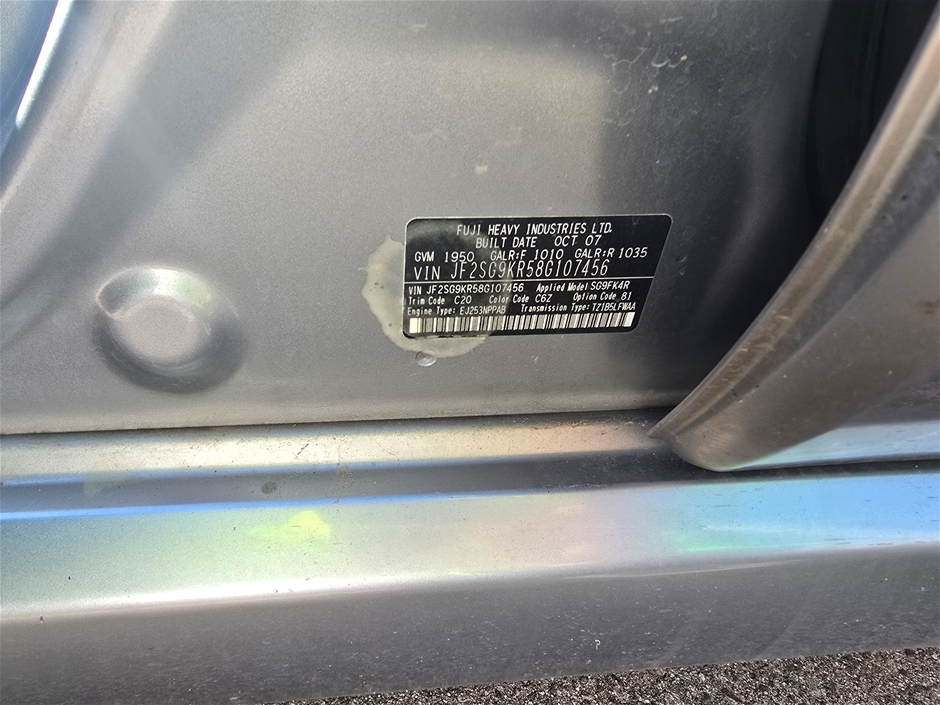 FUJI HEAVY INDUSTRIES LTD.
BUILT DATE OCT 07
GVM 1950 GALR:F 1010 GALR:R 1035
VIN JF2SG9KR58G107456
VIN JF2SG9KR58G107456 Applied Model SG9FK4R
Trim Code C20 Color Code C6Z Option Code 81
Engine Type: EJ253NPPAB Transmission Type: TZ1B5LFWAA